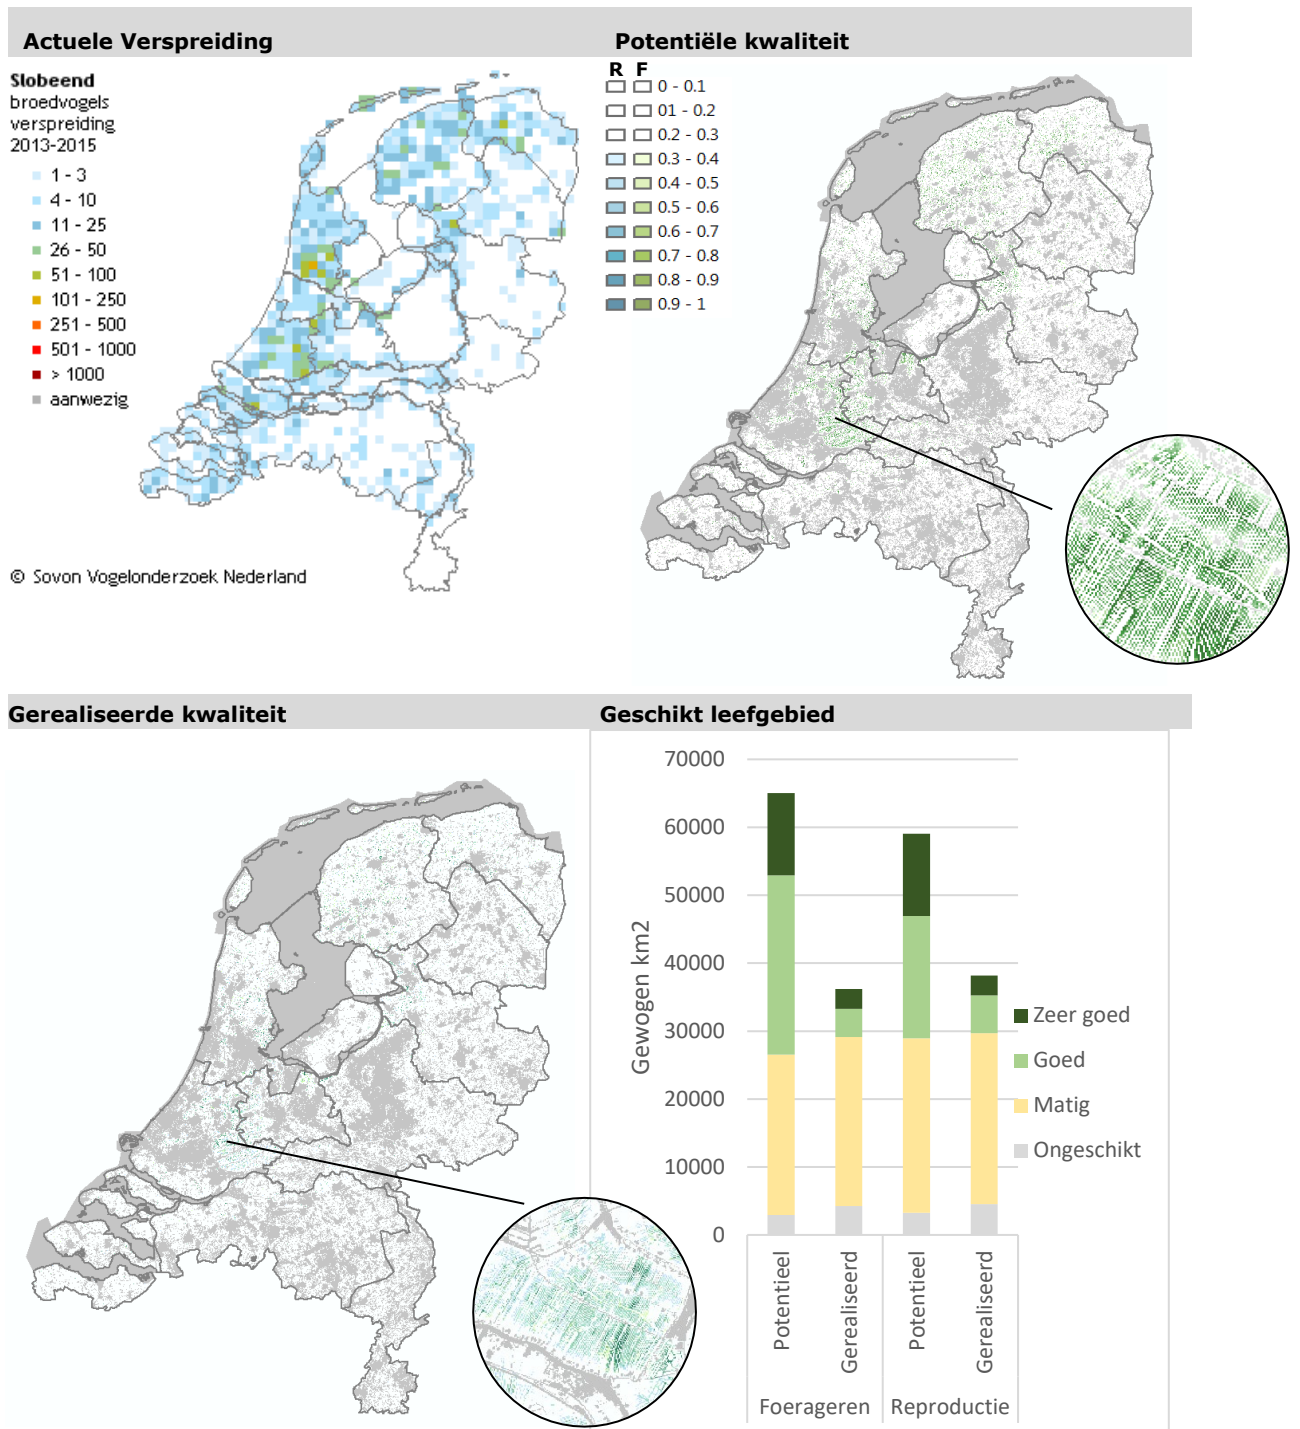 Actuele Verspreiding
Potentiële kwaliteit
Slobeend
broedvogels
verspreiding
2013-2015
1 - 3
4 - 10
11 - 25
26 - 50
51 - 100
101 - 250
251 - 500
501 - 1000
> 1000
aanwezig
© Sovon Vogelonderzoek Nederland
R F
0 - 0.1
01 - 0.2
0.2 - 0.3
0.3 - 0.4
0.4 - 0.5
0.5 - 0.6
0.6 - 0.7
0.7 - 0.8
0.8 - 0.9
0.9 - 1
Gerealiseerde kwaliteit
Geschikt leefgebied
Gewogen km2
70000
60000
50000
40000
30000
20000
10000
0
Zeer goed
Goed
Matig
Ongeschikt
Potentieel
Gerealiseerd
Potentieel
Gerealiseerd
Foerageren
Reproductie